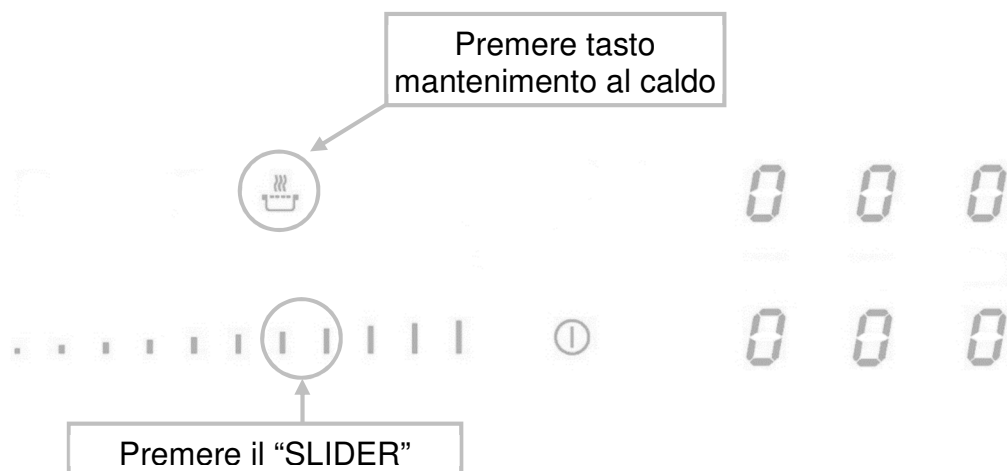 Premere tasto
mantenimento al caldo
0 0 0
0 0 0
Premere il “SLIDER”